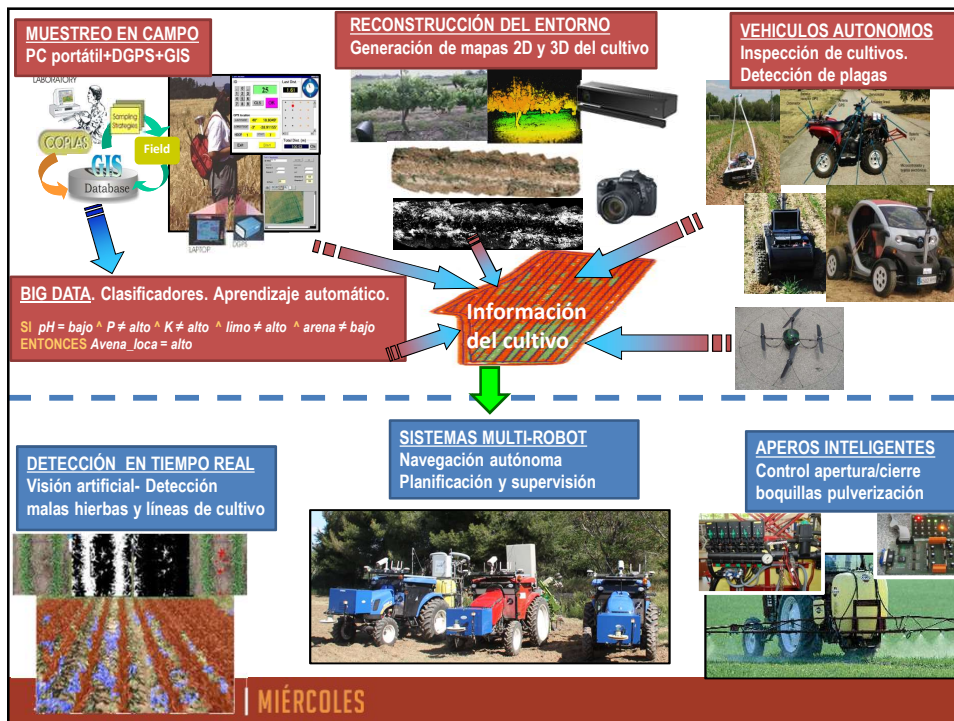 MUESTREO EN CAMPO
PC portátil+DGPS+GIS
LABORATORY
Sampling
Strategies
COPLAS
Field
GIS
Database
25
LAPTOP
DGPS
RECONSTRUCCIÓN DEL ENTORNO
Generación de mapas 2D y 3D del cultivo
VEHICULOS AUTONOMOS
Inspección de cultivos.
Detección de plagas
BIG DATA. Clasificadores. Aprendizaje automático.
SI pH = bajo ^ P ≠ alto ^ K ≠ alto ^ limo ≠ alto ^ arena ≠ bajo
ENTONCES Avena_loca = alto
Información
del cultivo
DETECCIÓN EN TIEMPO REAL
Visión artificial- Detección
malas hierbas y líneas de cultivo
SISTEMAS MULTI-ROBOT
Navegación autónoma
Planificación y supervisión
APEROS INTELIGENTES
Control apertura/cierre
boquillas pulverización
MIÉRCOLES